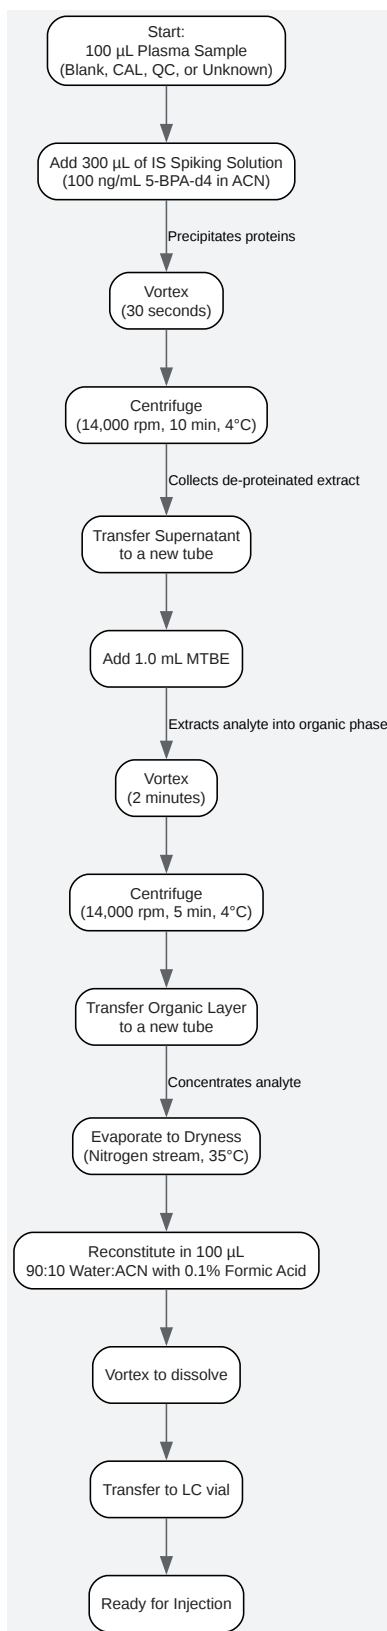 Start:
100 µL Plasma Sample
(Blank, CAL, QC, or Unknown)
Add 300 µL of IS Spiking Solution
(100 ng/mL 5-BPA-d4 in ACN)
Precipitates proteins
Vortex
(30 seconds)
Centrifuge
(14,000 rpm, 10 min, 4°C)
Collects de-proteinated extract
Transfer Supernatant
to a new tube
Add 1.0 mL MTBE
Extracts analyte into organic phase
Vortex
(2 minutes)
Centrifuge
(14,000 rpm, 5 min, 4°C)
Transfer Organic Layer
to a new tube
Concentrates analyte
Evaporate to Dryness
(Nitrogen stream, 35°C)
Reconstitute in 100 µL
90:10 Water:ACN with 0.1% Formic Acid
Vortex to dissolve
Transfer to LC vial
Ready for Injection